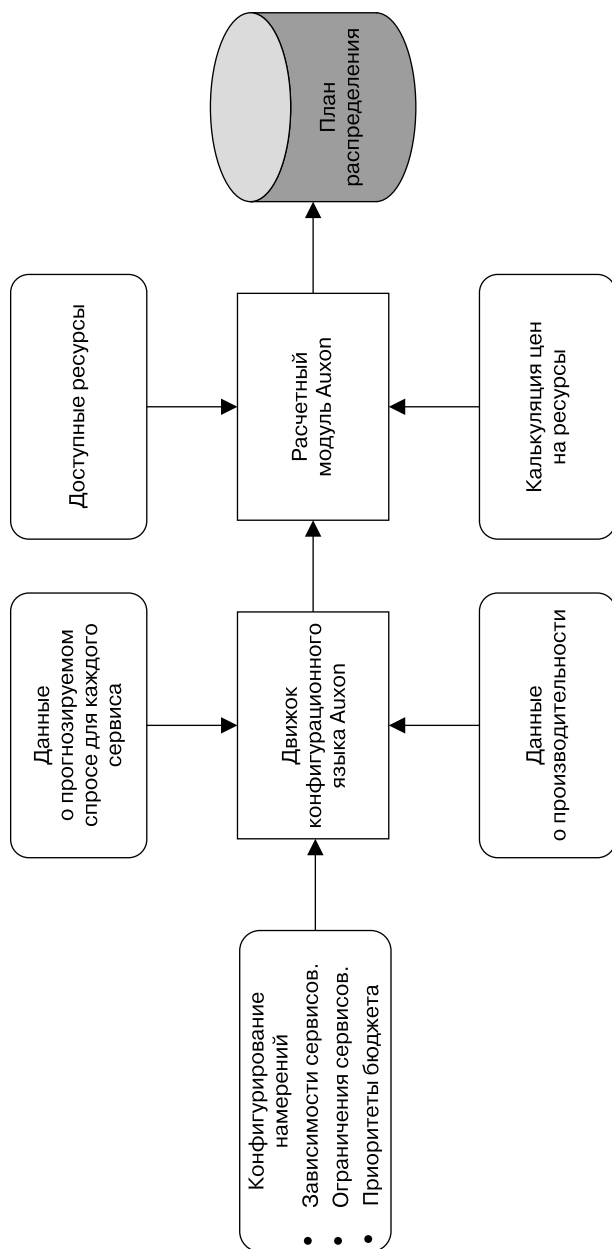 Конфигурирование
намерений
• Зависимости сервисов.
• Ограничения сервисов.
• Приоритеты бюджета
Данные
о прогнозируемом
спросе для каждого
сервиса
Движок
конфигурационного
языка Auxon
Данные
о производительности
Доступные ресурсы
Расчетный
модуль Auxon
Калькуляция цен
на ресурсы
План
распределения